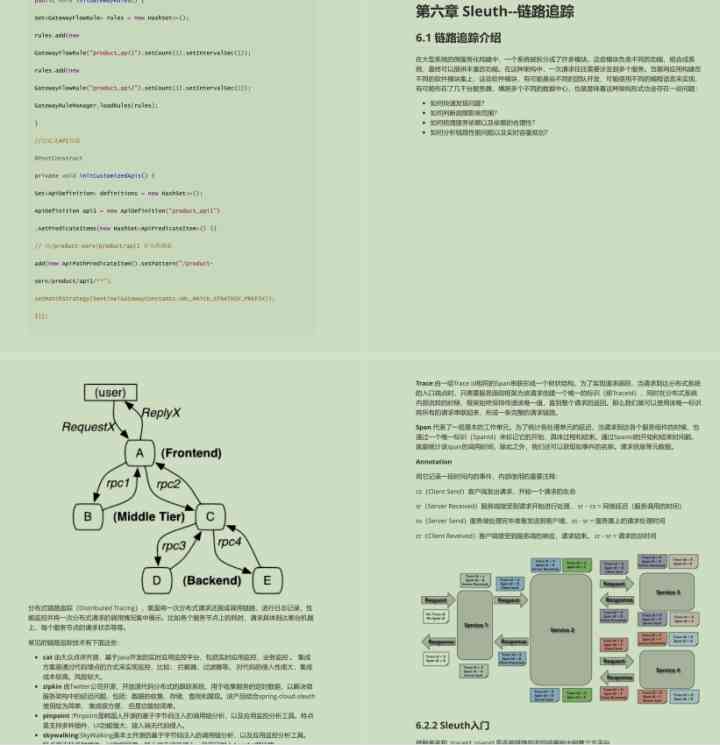 public void initGatewayRules() {
Set<GatewayFlowRule> rules = new HashSet<>();
rules.add(new
GatewayFlowRule("product_api1").setCount(1).setIntervalSec(1));
rules.add(new
GatewayFlowRule("product_api2").setCount(1).setIntervalSec(1));
GatewayRuleManager.loadRules(rules);
}
@PostConstruct
private void initCustomizedApis() {
Set<ApiDefinition> definitions = new HashSet<>();
ApiDefinition api1 = new ApiDefinition("product_api1")
.setPredicateItems(new HashSet<ApiPredicateItem>() {{
add(new ApiPathPredicateItem().setPattern("/product-
serv/product/api1/**").
setMatchStrategy(SentinelGatewayConstants.URL_MATCH_STRATEGY_PREFIX));
}});
第六章 Sleuth--链路追踪
6.1 链路追踪介绍
在大型系统的微服务化构建中，一个系统被拆分成了许多模块。这些模块负责不同的功能，组合成系
统，最终可以提供丰富的功能。在这种架构中，一次请求往往需要涉及到多个服务。互联网应用构建在
不同的软件模块集上，这些软件模块，有可能是由不同的团队开发、可能使用不同的编程语言来实现、
有可能布在了几千台服务器，横跨多个不同的数据中心，也就意味着这种架构形式也会存在一些问题：
• 如何快速发现问题？
• 如何判断故障影响范围？
• 如何梳理服务依赖以及依赖的合理性？
• 如何分析链路性能问题以及实时容量规划？
(user)
RequestX
ReplyX
A (Frontend)
rpc1
rpc2
B (Middle Tier) C
rpc3
rpc4
D (Backend) E
分布式链路追踪（Distributed Tracing），就是将一次分布式请求还原成调用链路，进行日志记录，性
能监控并将一次分布式请求的调用情况集中展示。比如各个服务节点上的耗时、请求具体到达哪台机器
上、每个服务节点的请求状态等等。
常见的链路追踪技术有下面这些：
• cat 由大众点评开源，基于Java开发的实时应用监控平台，包括实时应用监控，业务监控 。 集成
方案是通过代码埋点的方式来实现监控，比如： 拦截器，过滤器等。 对代码的侵入性很大，集成
成本较高。风险较大。
• zipkin 由Twitter公司开源，开放源代码分布式的跟踪系统，用于收集服务的定时数据，以解决微
服务架构中的延迟问题，包括：数据的收集、存储、查找和展现。该产品结合spring-cloud-sleuth
使用较为简单， 集成很方便， 但是功能较简单。
• pinpoint Pinpoint是韩国人开源的基于字节码注入的调用链分析，以及应用监控分析工具。特点
是支持多种插件，UI功能强大，接入端无代码侵入。
• skywalking SkyWalking是本土开源的基于字节码注入的调用链分析，以及应用监控分析工具。
Trace 由一组Trace Id相同的Span串联形成一个树状结构。为了实现请求跟踪，当请求到达分布式系统
的入口端点时，只需要服务跟踪框架为该请求创建一个唯一的标识（即TraceId），同时在分布式系统
内部流转的时候，框架始终保持传递该唯一值，直到整个请求的返回。那么我们就可以使用该唯一标识
将所有的请求串联起来，形成一条完整的请求链路。
Span 代表了一组基本的工作单元。为了统计各处理单元的延迟，当请求到达各个服务组件的时候，也
通过一个唯一标识（SpanId）来标记它的开始、具体过程和结束。通过SpanId的开始和结束时间戳，
就能统计该span的调用时间，除此之外，我们还可以获取如事件的名称。请求信息等元数据。
Annotation
用它记录一段时间内的事件，内部使用的重要注释：
cs（Client Send）客户端发出请求，开始一个请求的生命
sr（Server Received）服务端接受到请求开始进行处理， sr－cs = 网络延迟（服务调用的时间）
ss（Server Send）服务端处理完毕准备发送到客户端，ss - sr = 服务器上的请求处理时间
cr（Client Reveived）客户端接受到服务端的响应，请求结束。 cr - sr = 请求的总时间
Request
Response
Service 1
Request
Response
Service 2
Request
Response
Service 3
Request
Response
Service 4
6.2.2 Sleuth入门